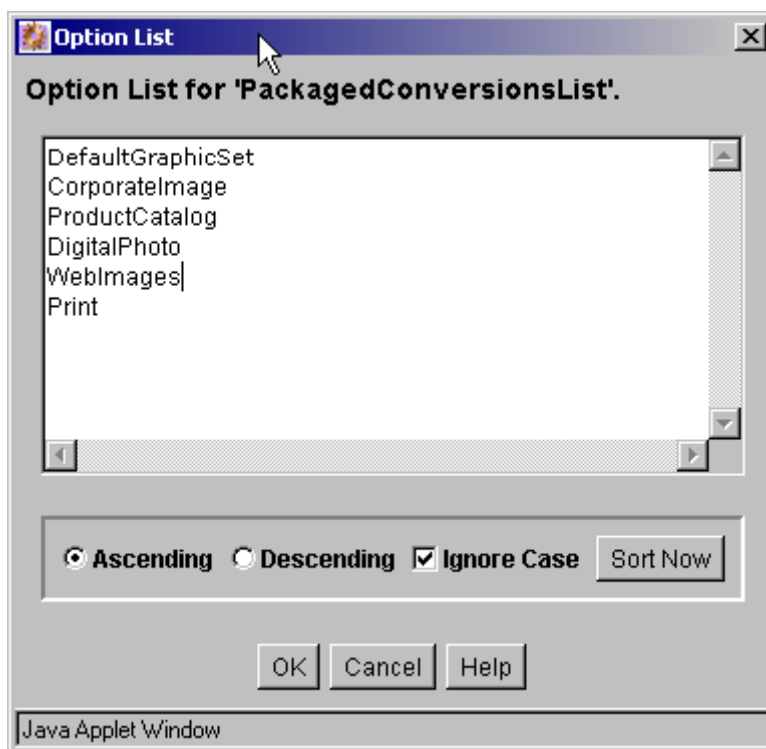 Option List
Option List for 'PackagedConversionsList'.
DefaultGraphicSet
CorporateImage
ProductCatalog
DigitalPhoto
WebImages
Print
Ascending Descending Ignore Case Sort Now
OK Cancel Help
Java Applet Window